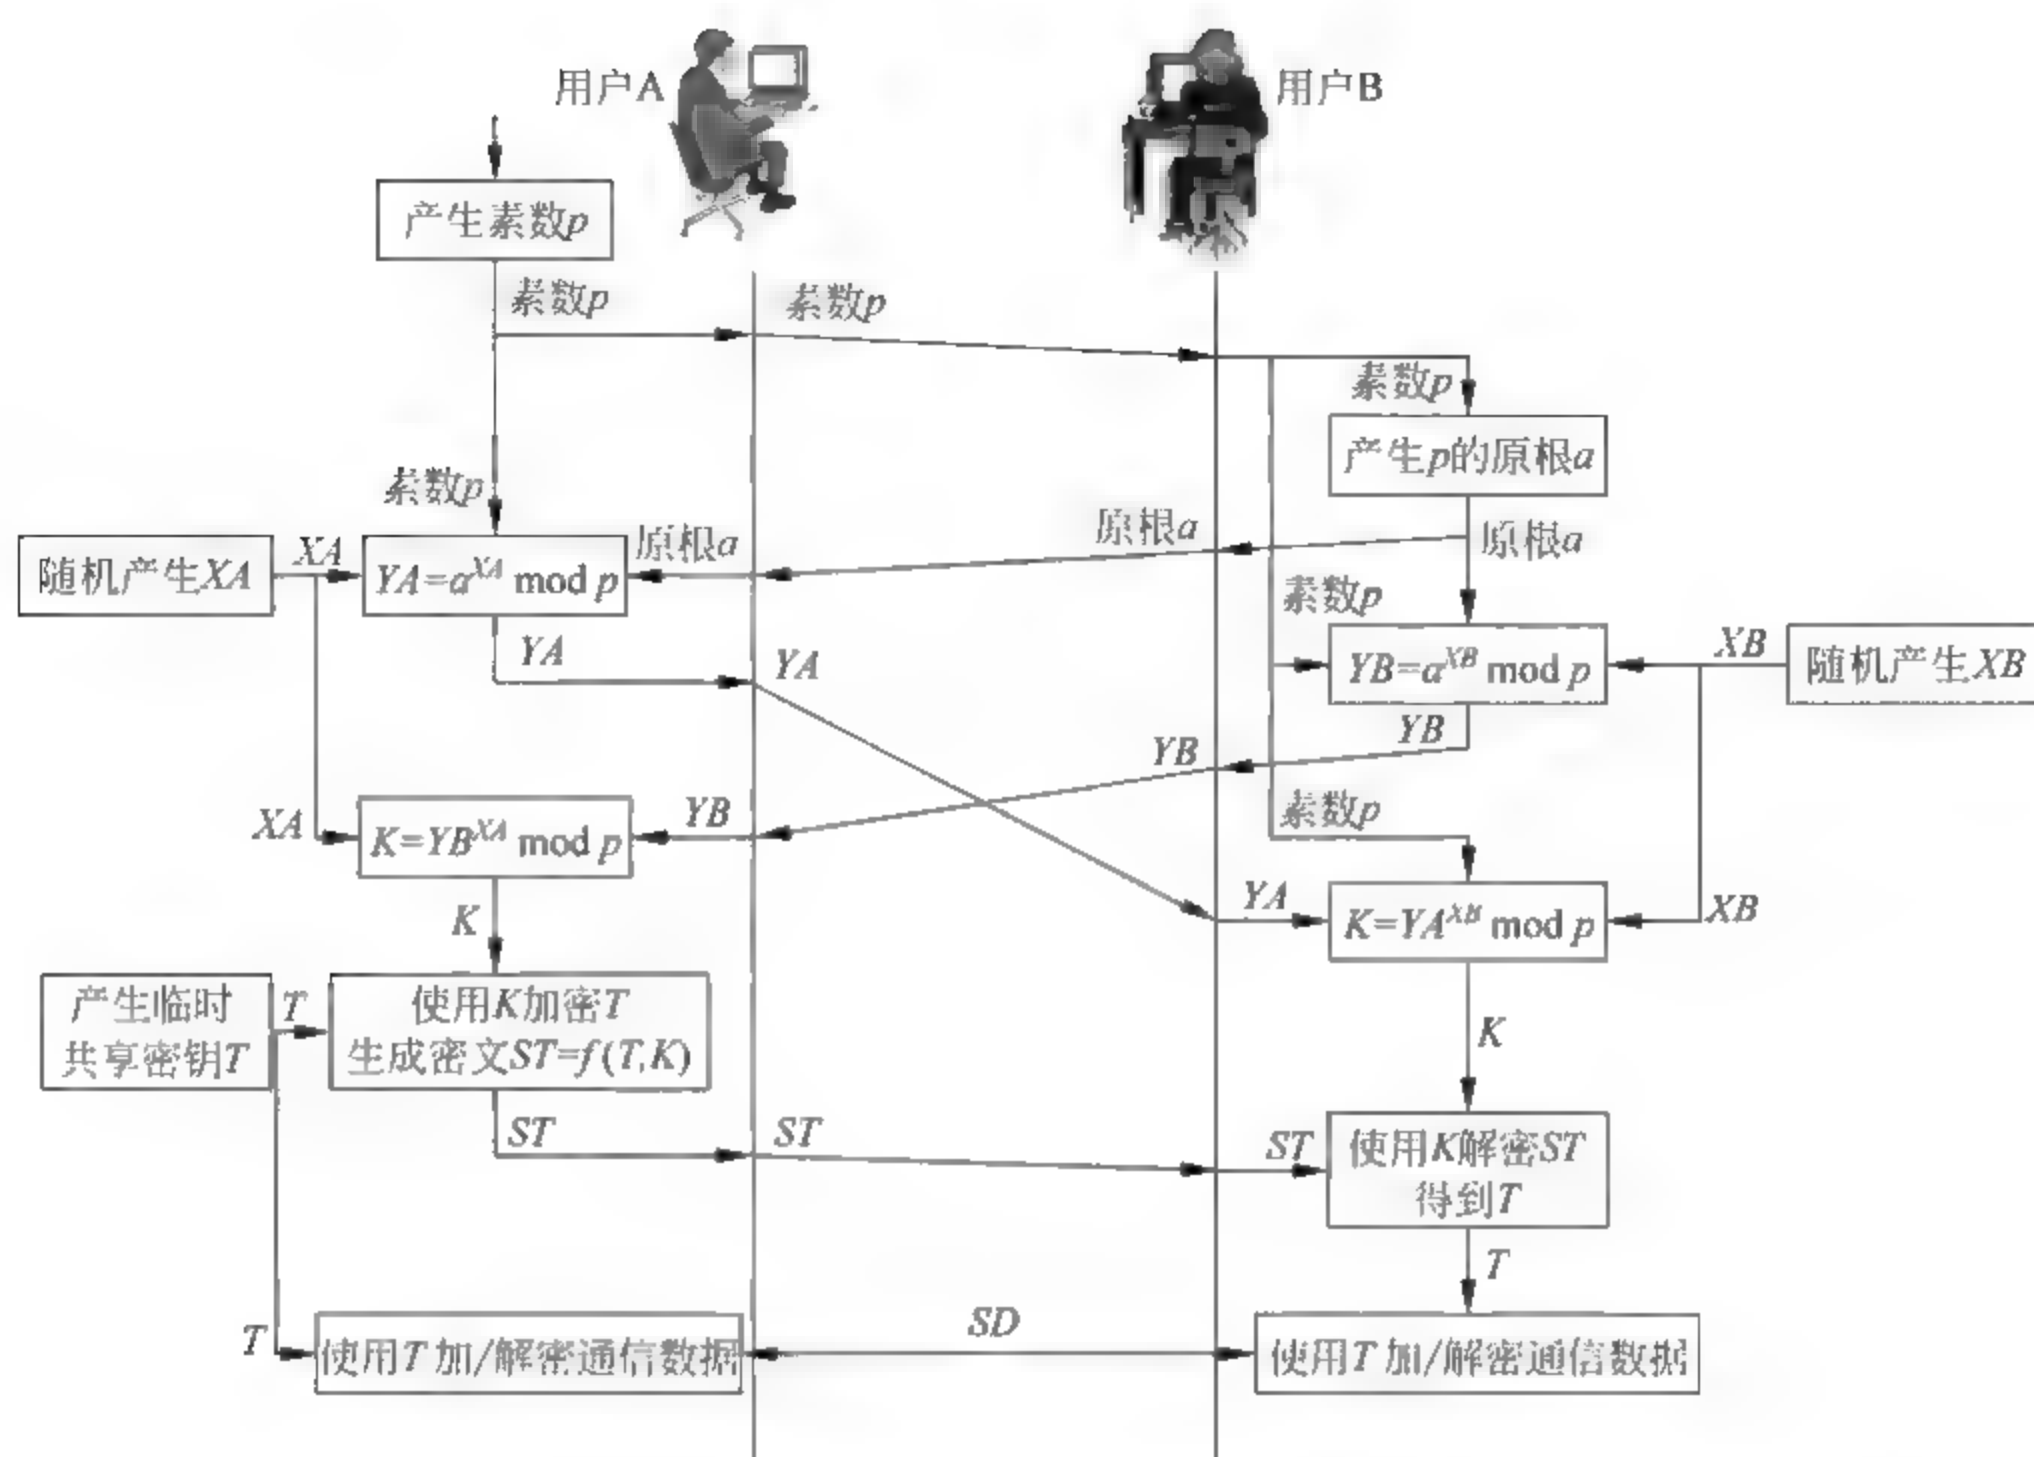 用户A
用户B
产生素数p
素数p
素数p
素数p
产生p的原根a
素数p
原根a
原根a
原根a
随机产生XA
XA
YA=a^XA mod p
素数p
YA
YA
YB=a^XB mod p
XB
随机产生XB
YB
YB
XA
K=YB^XA mod p
YB
素数p
YA
K=YA^XB mod p
XB
K
产生临时
共享密钥T
T
使用K加密T
生成密文ST=f(T,K)
K
ST
ST
ST
使用K解密ST
得到T
T
T
使用T加/解密通信数据
SD
使用T加/解密通信数据